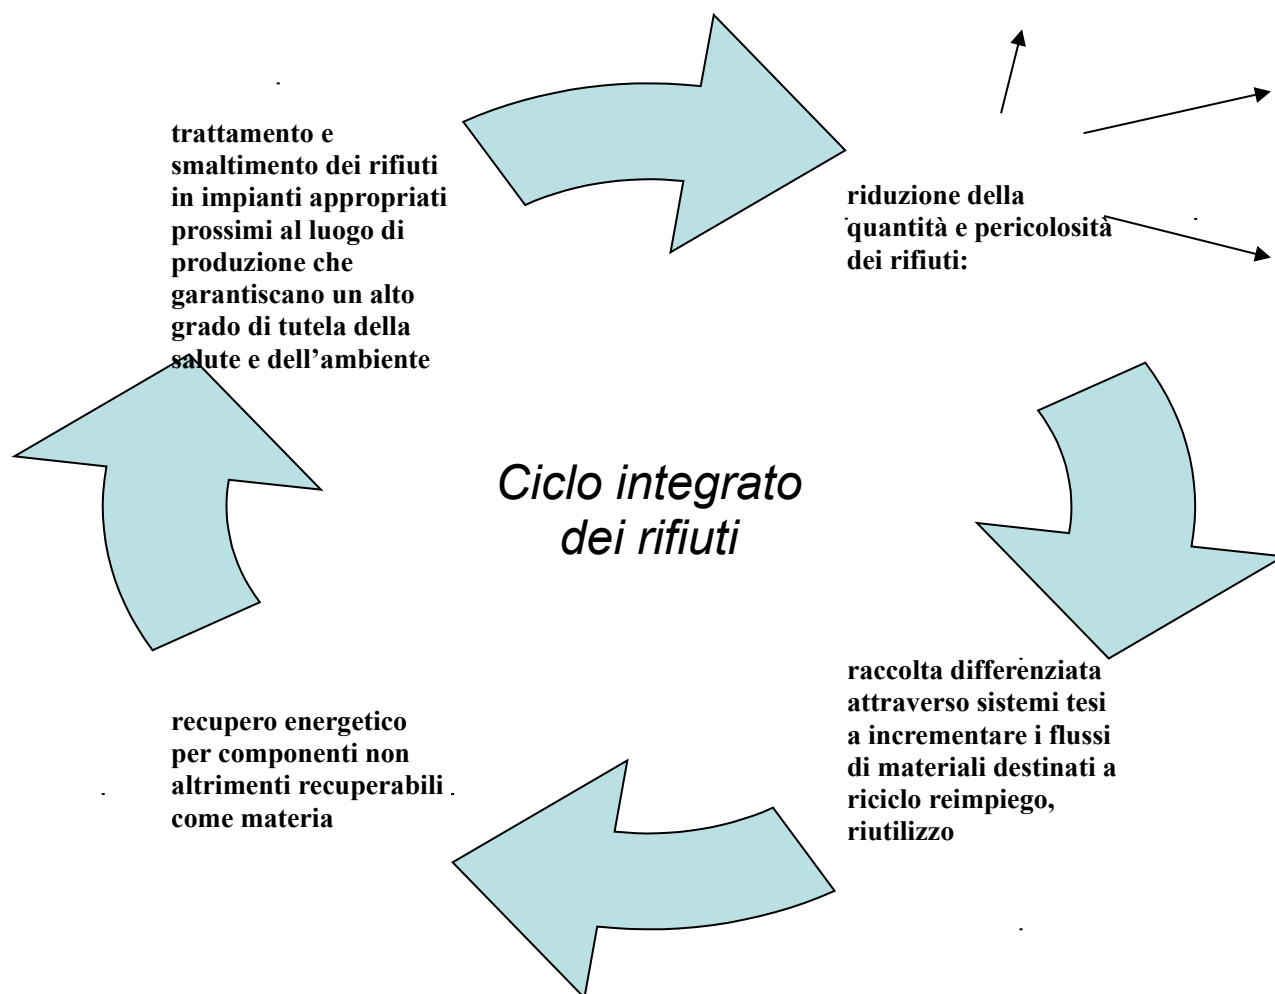 trattamento e
smaltimento dei rifiuti
in impianti appropriati
prossimi al luogo di
produzione che
garantiscano un alto
grado di tutela della
salute e dell’ambiente
riduzione della
quantità e pericolosità
dei rifiuti:
Ciclo integrato
dei rifiuti
raccolta differenziata
attraverso sistemi tesi
a incrementare i flussi
di materiali destinati a
riciclo reimpiego,
riutilizzo
recupero energetico
per componenti non
altrimenti recuperabili
come materia